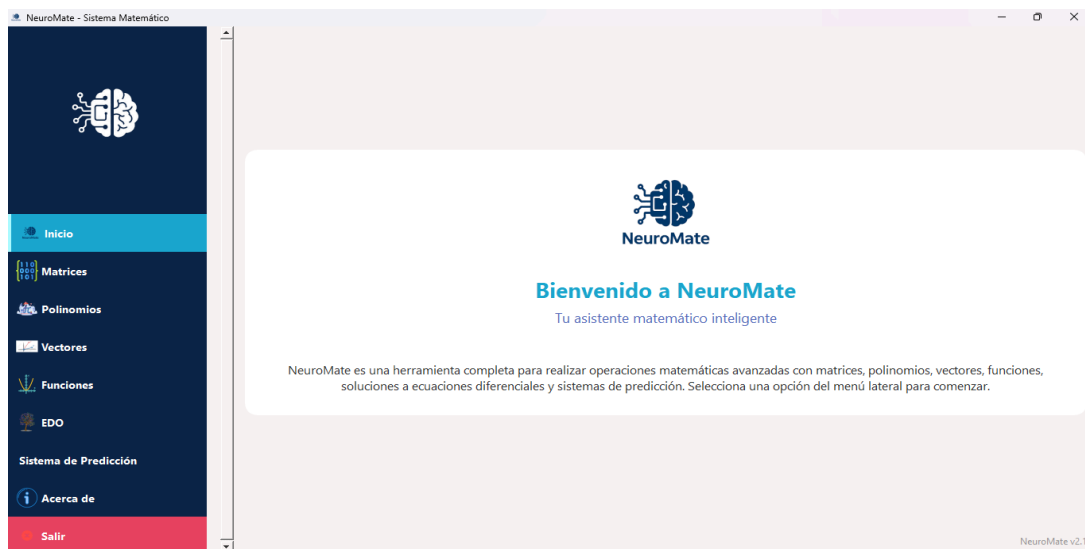 NeuroMate - Sistema Matemático
Inicio
Matrices
Polinomios
Vectores
Funciones
EDO
Sistema de Predicción
Acerca de
Salir
NeuroMate
Bienvenido a NeuroMate
Tu asistente matemático inteligente
NeuroMate es una herramienta completa para realizar operaciones matemáticas avanzadas con matrices, polinomios, vectores, funciones,
soluciones a ecuaciones diferenciales y sistemas de predicción. Selecciona una opción del menú lateral para comenzar.
NeuroMate v2.1